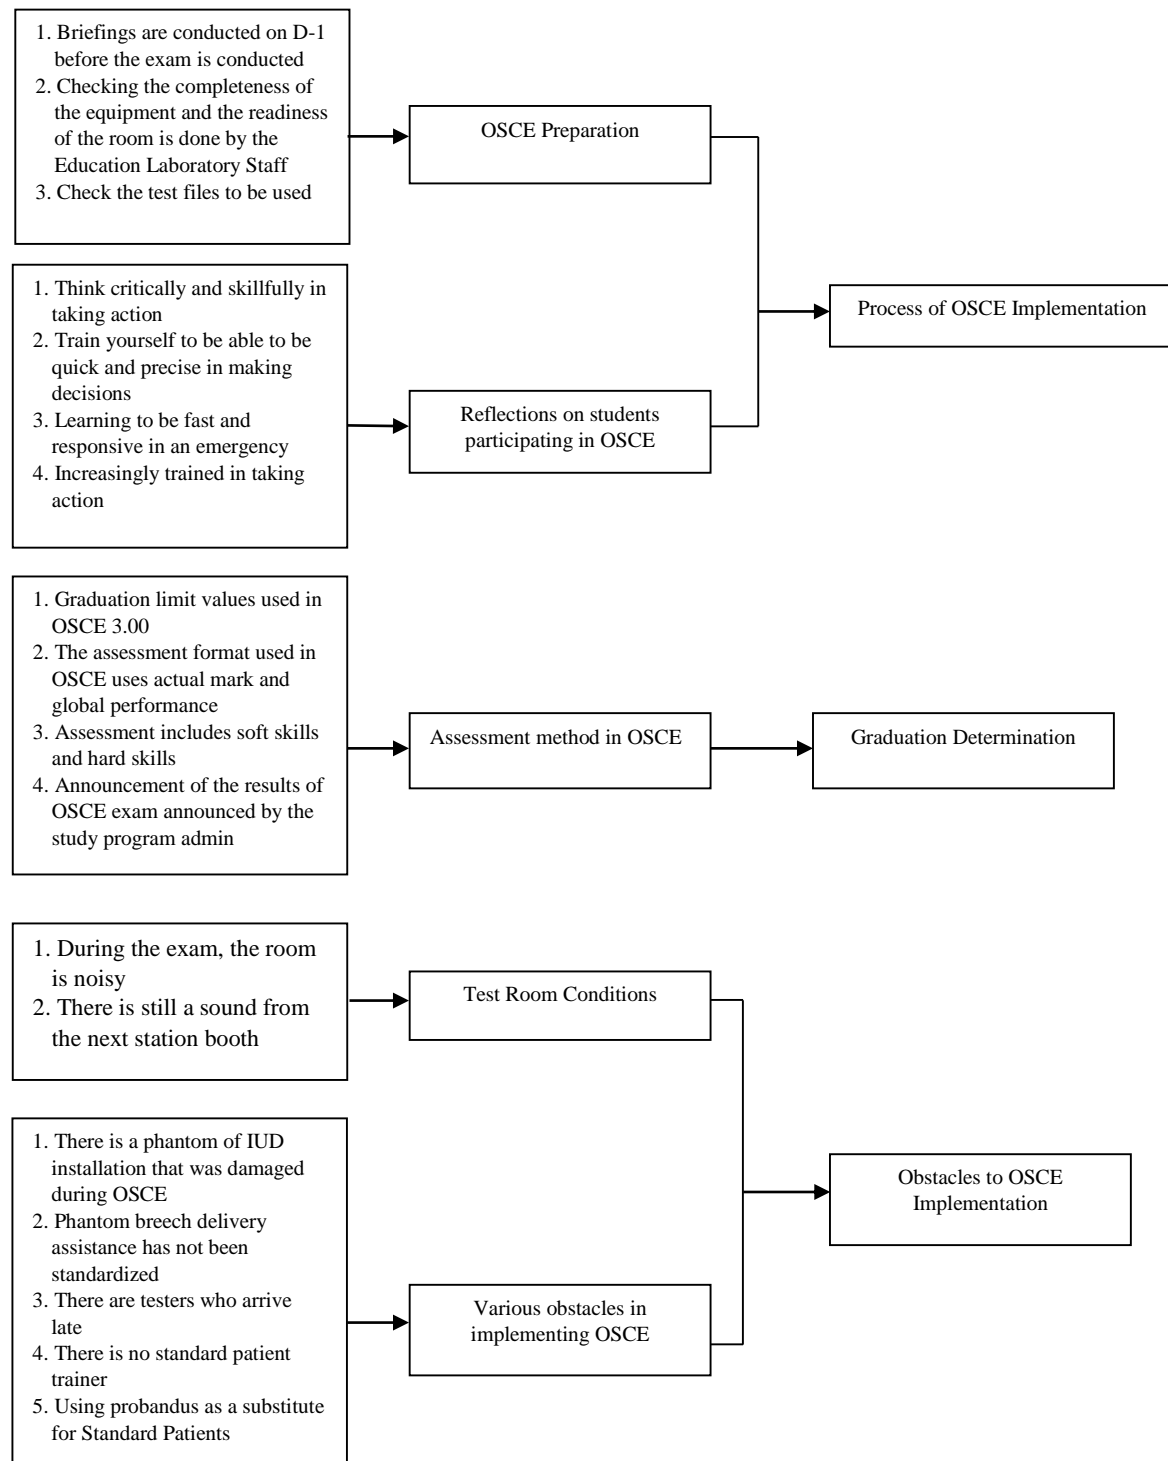 1. Briefings are conducted on D-1
before the exam is conducted
2. Checking the completeness of
the equipment and the readiness
of the room is done by the
Education Laboratory Staff
3. Check the test files to be used
OSCE Preparation
1. Think critically and skillfully in
taking action
2. Train yourself to be able to be
quick and precise in making
decisions
3. Learning to be fast and
responsive in an emergency
4. Increasingly trained in taking
action
Reflections on students
participating in OSCE
Process of OSCE Implementation
1. Graduation limit values used in
OSCE 3.00
2. The assessment format used in
OSCE uses actual mark and
global performance
3. Assessment includes soft skills
and hard skills
4. Announcement of the results of
OSCE exam announced by the
study program admin
Assessment method in OSCE
Graduation Determination
1. During the exam, the room
is noisy
2. There is still a sound from
the next station booth
Test Room Conditions
1. There is a phantom of IUD
installation that was damaged
during OSCE
2. Phantom breech delivery
assistance has not been
standardized
3. There are testers who arrive
late
4. There is no standard patient
trainer
5. Using probandus as a substitute
for Standard Patients
Various obstacles in
implementing OSCE
Obstacles to OSCE
Implementation